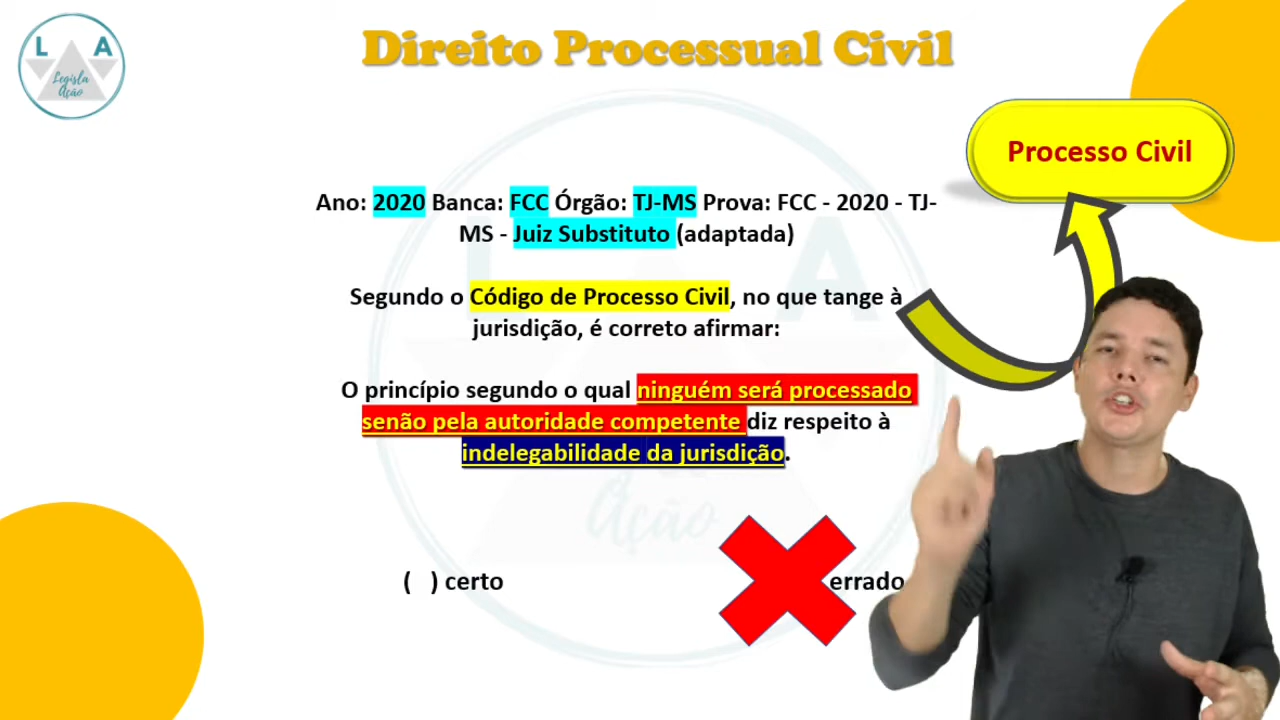 L A
Legisla
Ação
Direito Processual Civil
Processo Civil
Ano: 2020 Banca: FCC Órgão: TJ-MS Prova: FCC - 2020 - TJ-
MS - Juiz Substituto (adaptada)
Segundo o Código de Processo Civil, no que tange à
jurisdição, é correto afirmar:
O princípio segundo o qual ninguém será processado
senão pela autoridade competente diz respeito à
indelegabilidade da jurisdição.
L A
Ação
( ) certo
errado